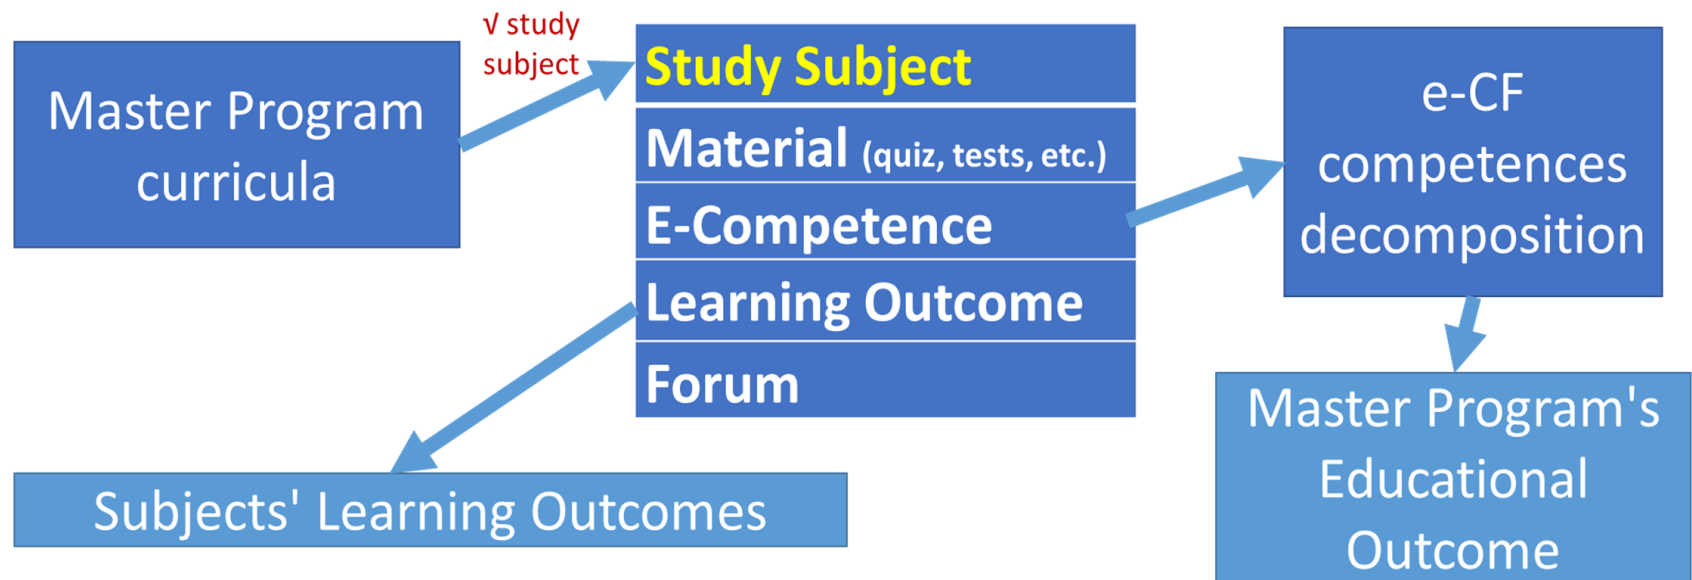 Master Program
curricula
√ study
subject
Study Subject
Material (quiz, tests, etc.)
E-Competence
Learning Outcome
Forum
e-CF
competences
decomposition
Subjects' Learning Outcomes
Master Program's
Educational
Outcome